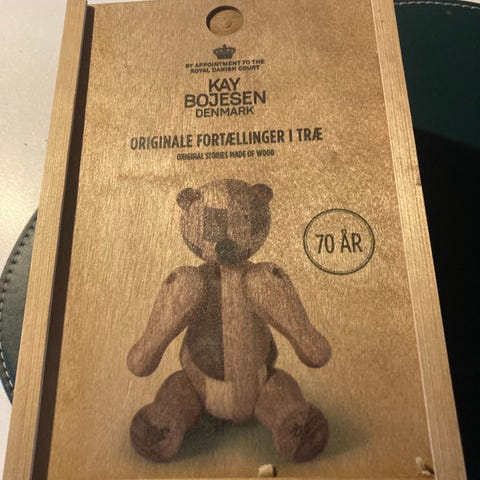 BY APPOINTMENT TO THE
ROYAL DANISH COURT
KAY
BOJESEN
DENMARK
ORIGINALE FORTÆLLINGER I TRÆ
ORIGINAL STORIES MADE OF WOOD
70 ÅR